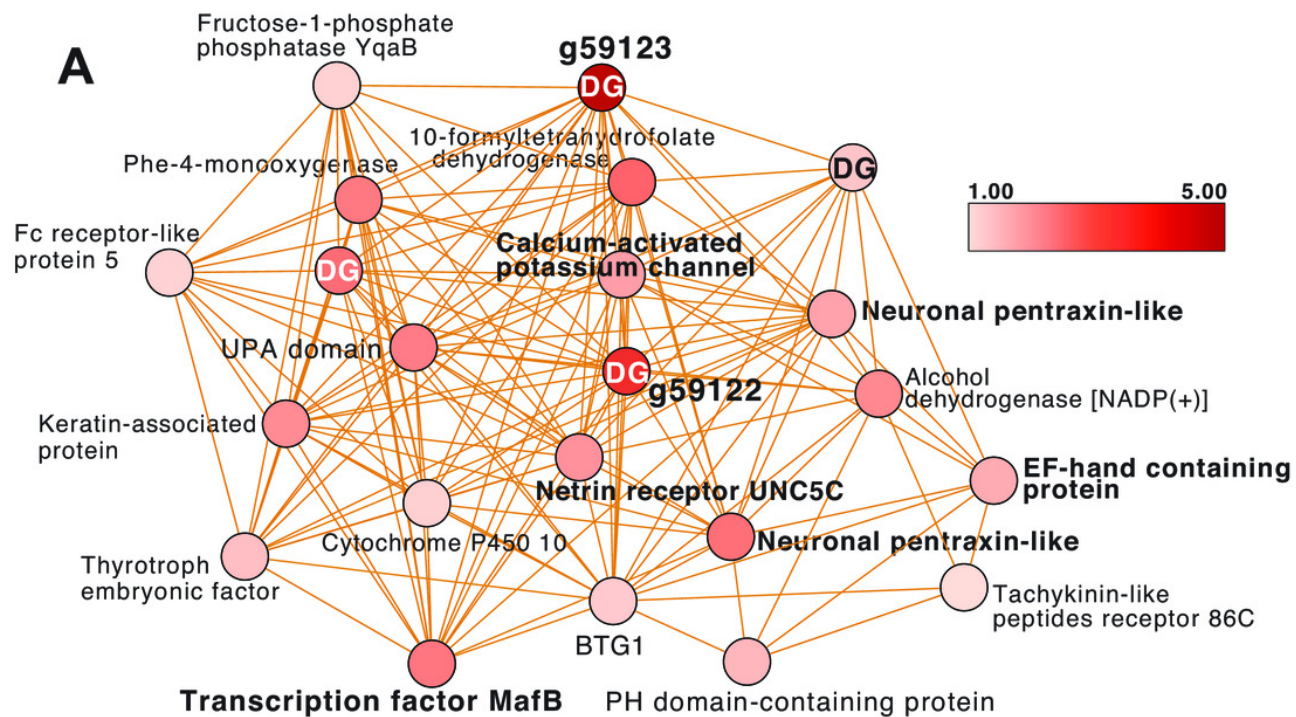 A
Fructose-1-phosphate
phosphatase YqaB
g59123
DG
10-formyltetrahydrofolate
dehydrogenase
Phe-4-monooxygenase
DG
1.00
5.00
Fc receptor-like
protein 5
DG
Calcium-activated
potassium channel
Neuronal pentraxin-like
UPA domain
DG
g59122
Alcohol
dehydrogenase [NADP(+)]
Keratin-associated
protein
EF-hand containing
protein
Netrin receptor UNC5C
Cytochrome P450 10
Neuronal pentraxin-like
Thyrotroph
embryonic factor
Tachykinin-like
peptides receptor 86C
BTG1
Transcription factor MafB
PH domain-containing protein